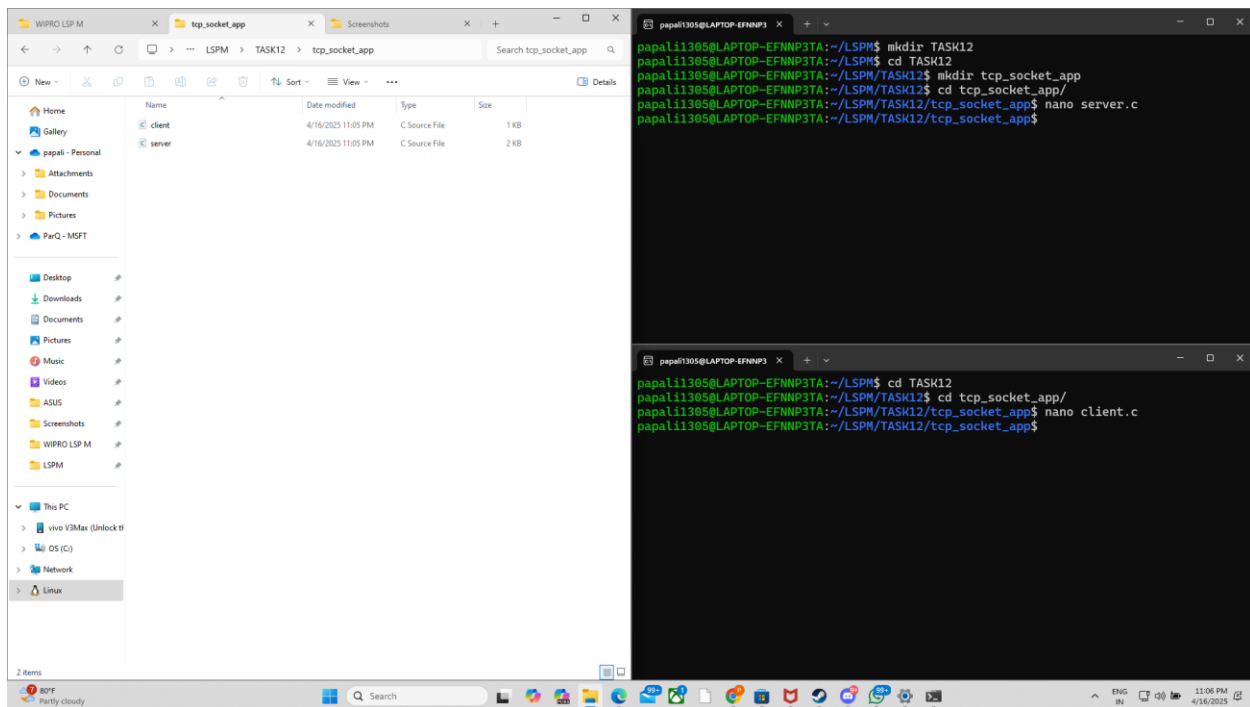 WIPRO LSP M
tcp_socket_app
Screenshots
LSPM > TASK12 > tcp_socket_app
Search tcp_socket_app
New
Sort
View
Details
Home
Gallery
papali - Personal
Attachments
Documents
Pictures
ParQ - MSFT
Desktop
Downloads
Documents
Pictures
Music
Videos
ASUS
Screenshots
WIPRO LSP M
LSPM
This PC
vivo V3Max (Unlock tl
OS (C:)
Network
Linux
Name Date modified Type Size
client 4/16/2025 11:05 PM C Source File 1 KB
server 4/16/2025 11:05 PM C Source File 2 KB
2 items
papali1305@LAPTOP-EFNNP3
papali1305@LAPTOP-EFNNP3TA:~/LSPM$ mkdir TASK12
papali1305@LAPTOP-EFNNP3TA:~/LSPM$ cd TASK12
papali1305@LAPTOP-EFNNP3TA:~/LSPM/TASK12$ mkdir tcp_socket_app
papali1305@LAPTOP-EFNNP3TA:~/LSPM/TASK12$ cd tcp_socket_app/
papali1305@LAPTOP-EFNNP3TA:~/LSPM/TASK12/tcp_socket_app$ nano server.c
papali1305@LAPTOP-EFNNP3TA:~/LSPM/TASK12/tcp_socket_app$
papali1305@LAPTOP-EFNNP3
papali1305@LAPTOP-EFNNP3TA:~/LSPM$ cd TASK12
papali1305@LAPTOP-EFNNP3TA:~/LSPM/TASK12$ cd tcp_socket_app/
papali1305@LAPTOP-EFNNP3TA:~/LSPM/TASK12/tcp_socket_app$ nano client.c
papali1305@LAPTOP-EFNNP3TA:~/LSPM/TASK12/tcp_socket_app$
7
80°F
Partly cloudy
Search
99+
99+
ENG
IN
11:06 PM
4/16/2025